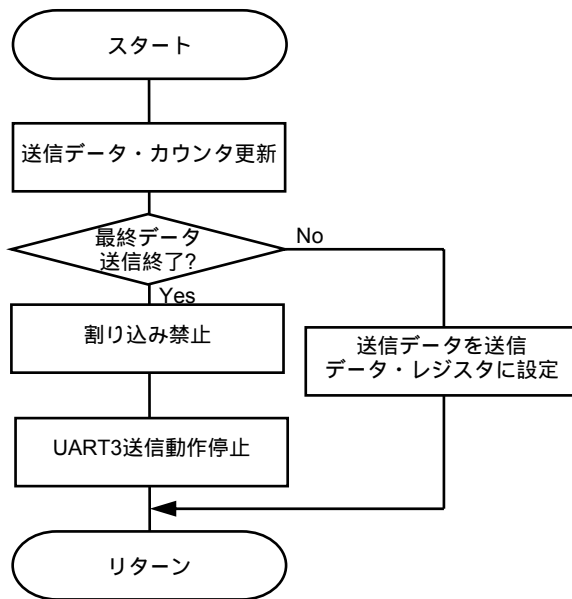 スタート
送信データ・カウンタ更新
最終データ
送信終了?
No
Yes
割り込み禁止
送信データを送信
データ・レジスタに設定
UART3送信動作停止
リターン